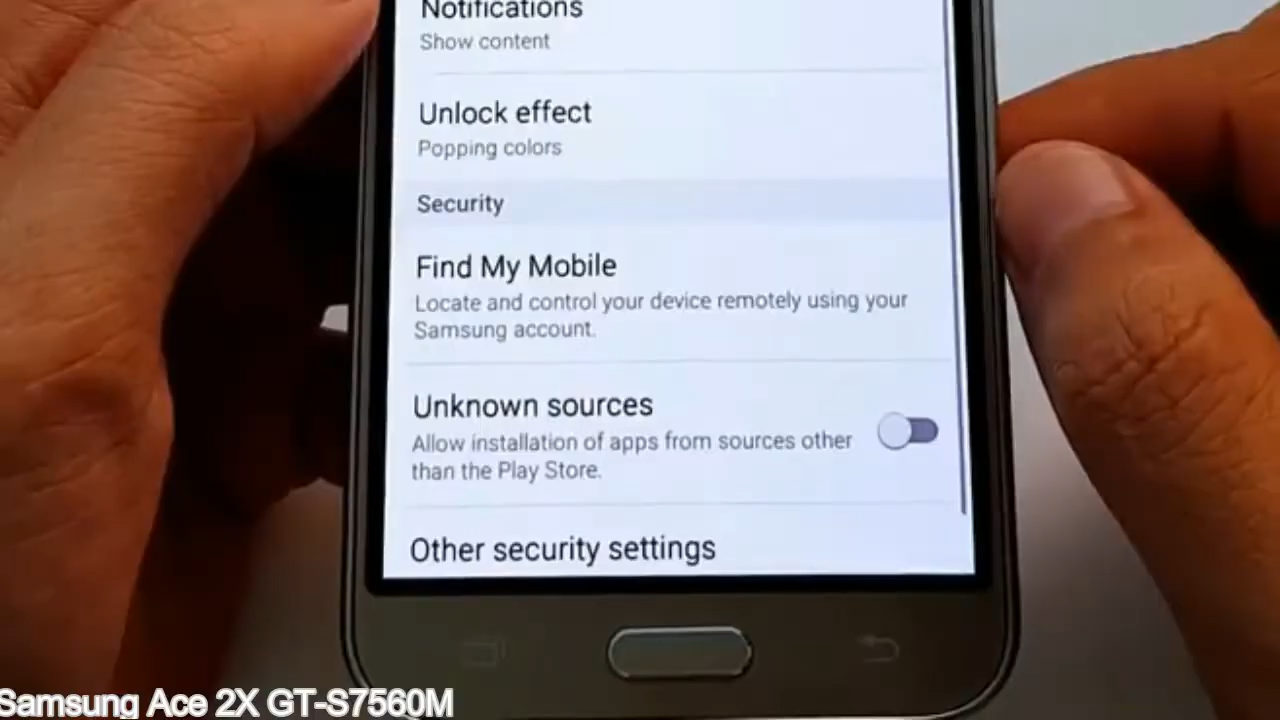 Notifications
Show content
Unlock effect
Popping colors
Security
Find My Mobile
Locate and control your device remotely using your
Samsung account.
Unknown sources
Allow installation of apps from sources other
than the Play Store.
Other security settings
Samsung Ace 2X GT-S7560M